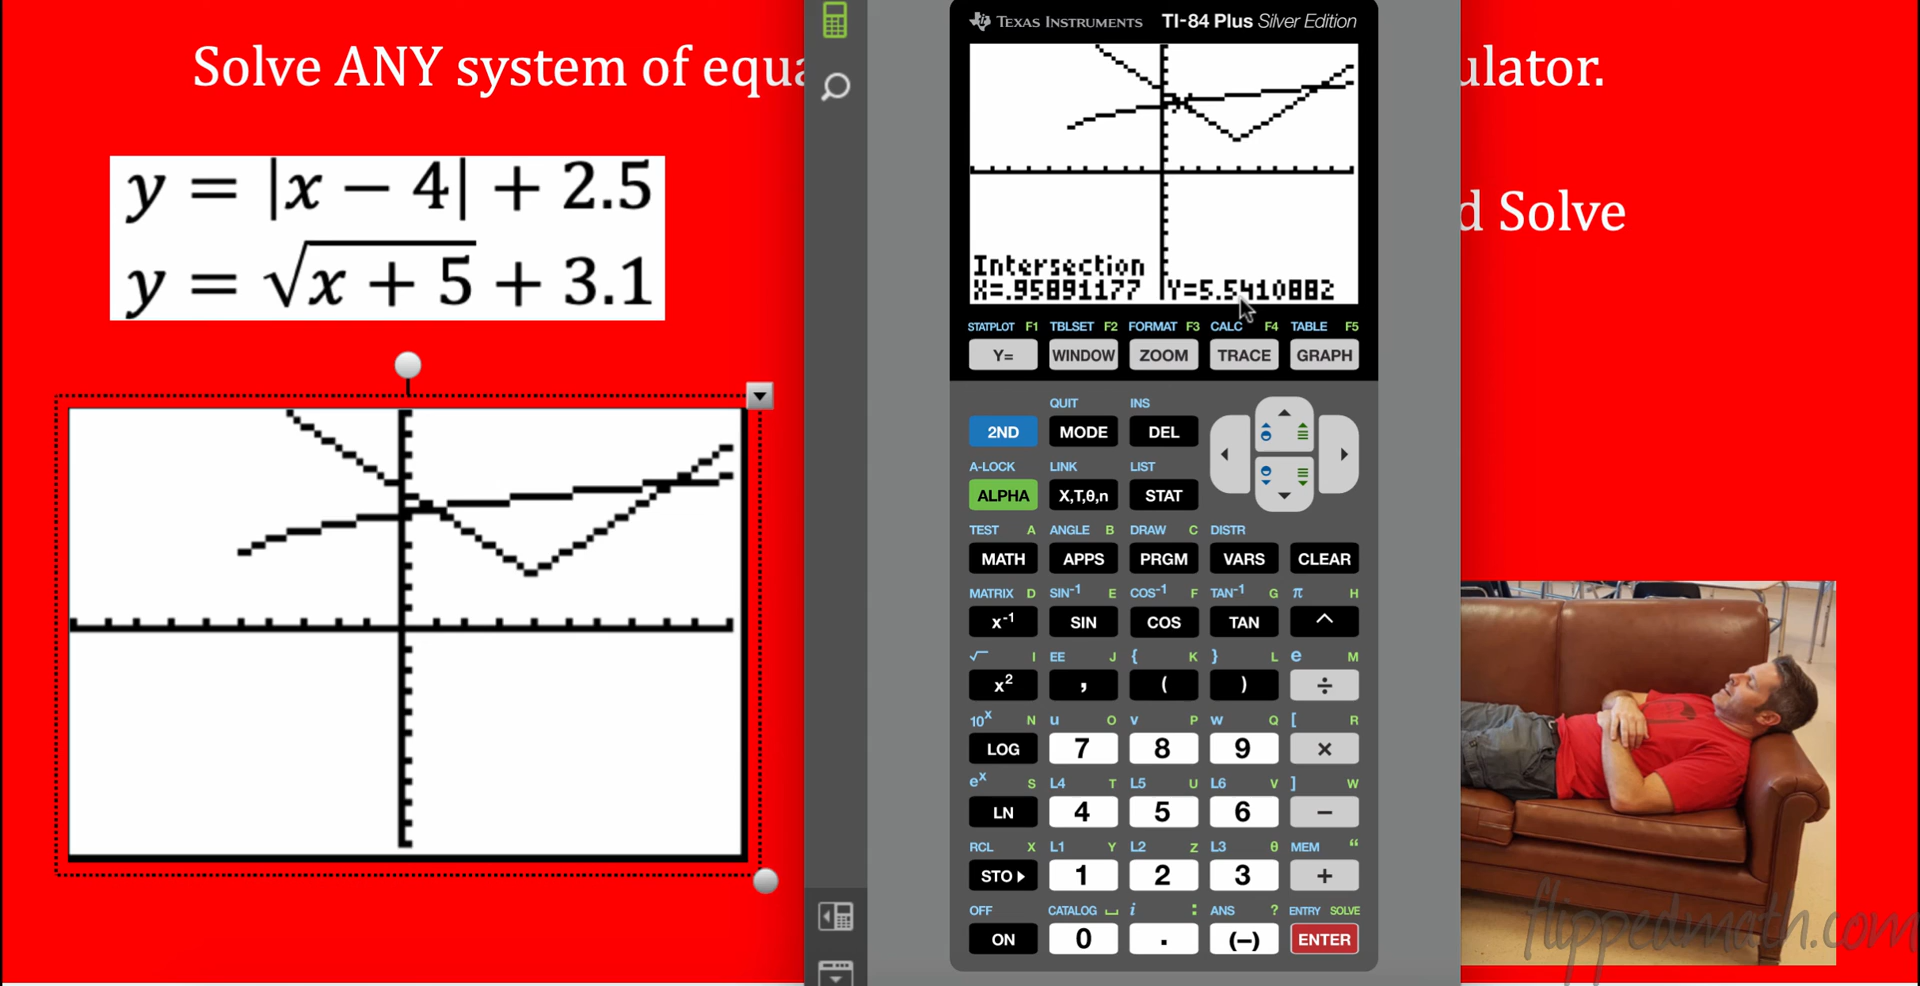 Solve ANY system of equa
ulator.
d Solve
y = |x − 4| + 2.5
y = √x + 5 + 3.1
TEXAS INSTRUMENTS TI-84 Plus Silver Edition
Intersection
X=.95891177 Y=5.5410882
STATPLOT F1 TBLSET F2 FORMAT F3 CALC F4 TABLE F5
Y= WINDOW ZOOM TRACE GRAPH
QUIT INS
2ND MODE DEL
A-LOCK LINK LIST
ALPHA X,T,θ,n STAT
TEST A ANGLE B DRAW C DISTR
MATH APPS PRGM VARS CLEAR
MATRIX D SIN⁻¹ E COS⁻¹ F TAN⁻¹ G π H
x⁻¹ SIN COS TAN ^
√ I EE J { K } L e M
x² , ( ) ÷
10ˣ N u O v P w Q [ R
LOG 7 8 9 ×
eˣ S L4 T L5 U L6 V ] W
LN 4 5 6 −
RCL X L1 Y L2 Z L3 θ MEM “
STO▸ 1 2 3 +
OFF CATALOG ⎵ i : ANS ? ENTRY SOLVE
ON 0 . (–) ENTER
flippedmath.com